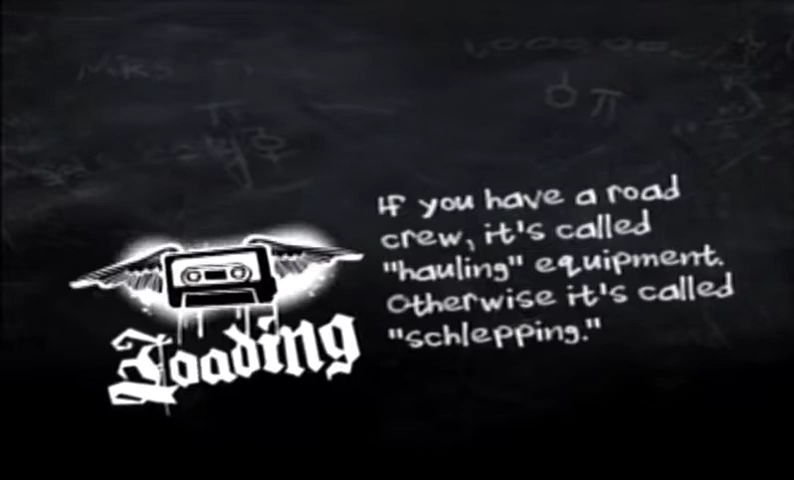 If you have a road
crew, it's called
"hauling" equipment.
Otherwise it's called
"schlepping."
Loading